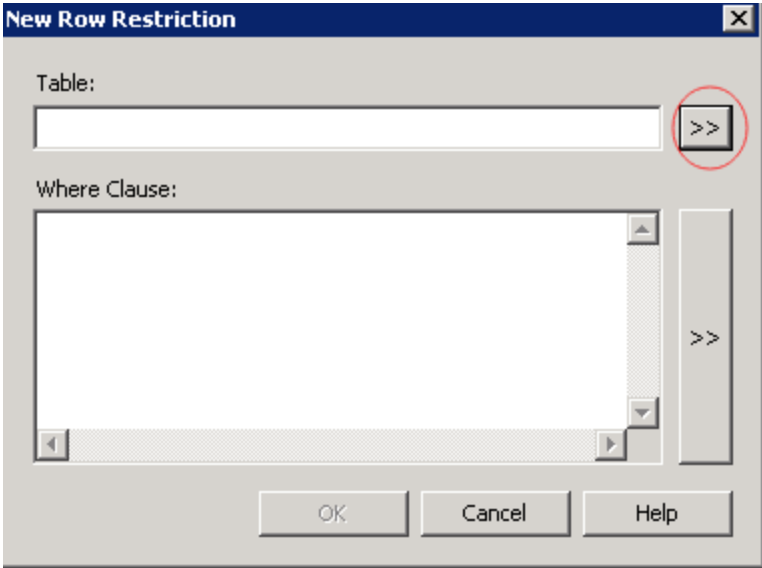 New Row Restriction
Table:
>>
Where Clause:
>>
OK Cancel Help